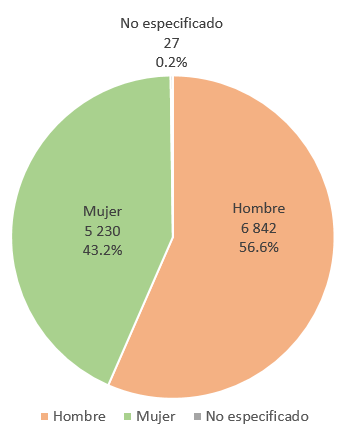 No especificado
27
0.2%
Mujer
5 230
43.2%
Hombre
6 842
56.6%
Hombre Mujer No especificado